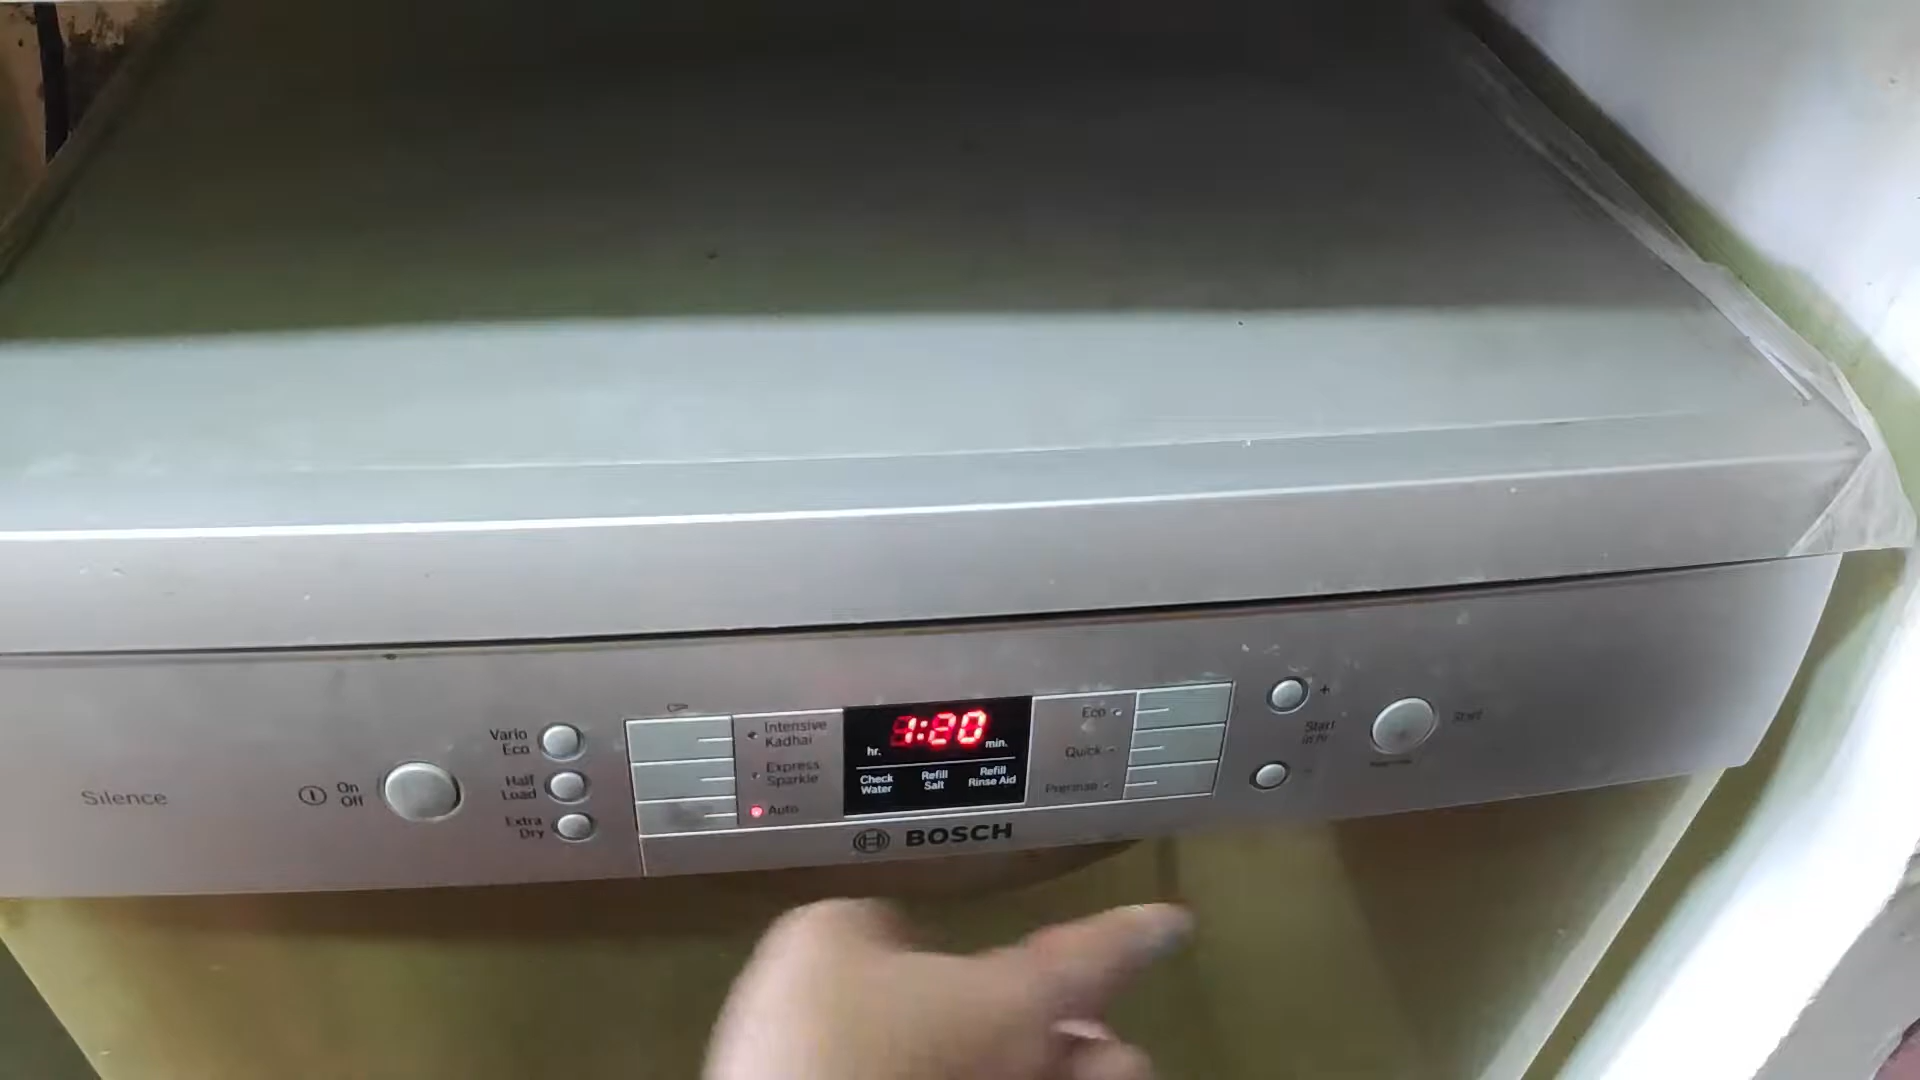 Silence
On
Off
Vario
Eco
Half
Load
Extra
Dry
Intensive
Kadhai
Express
Sparkle
Auto
1:20
hr. min.
Check
Water
Refill
Salt
Refill
Rinse Aid
BOSCH
Eco
Quick
Prerinse
+
Start
in hr
-
Start